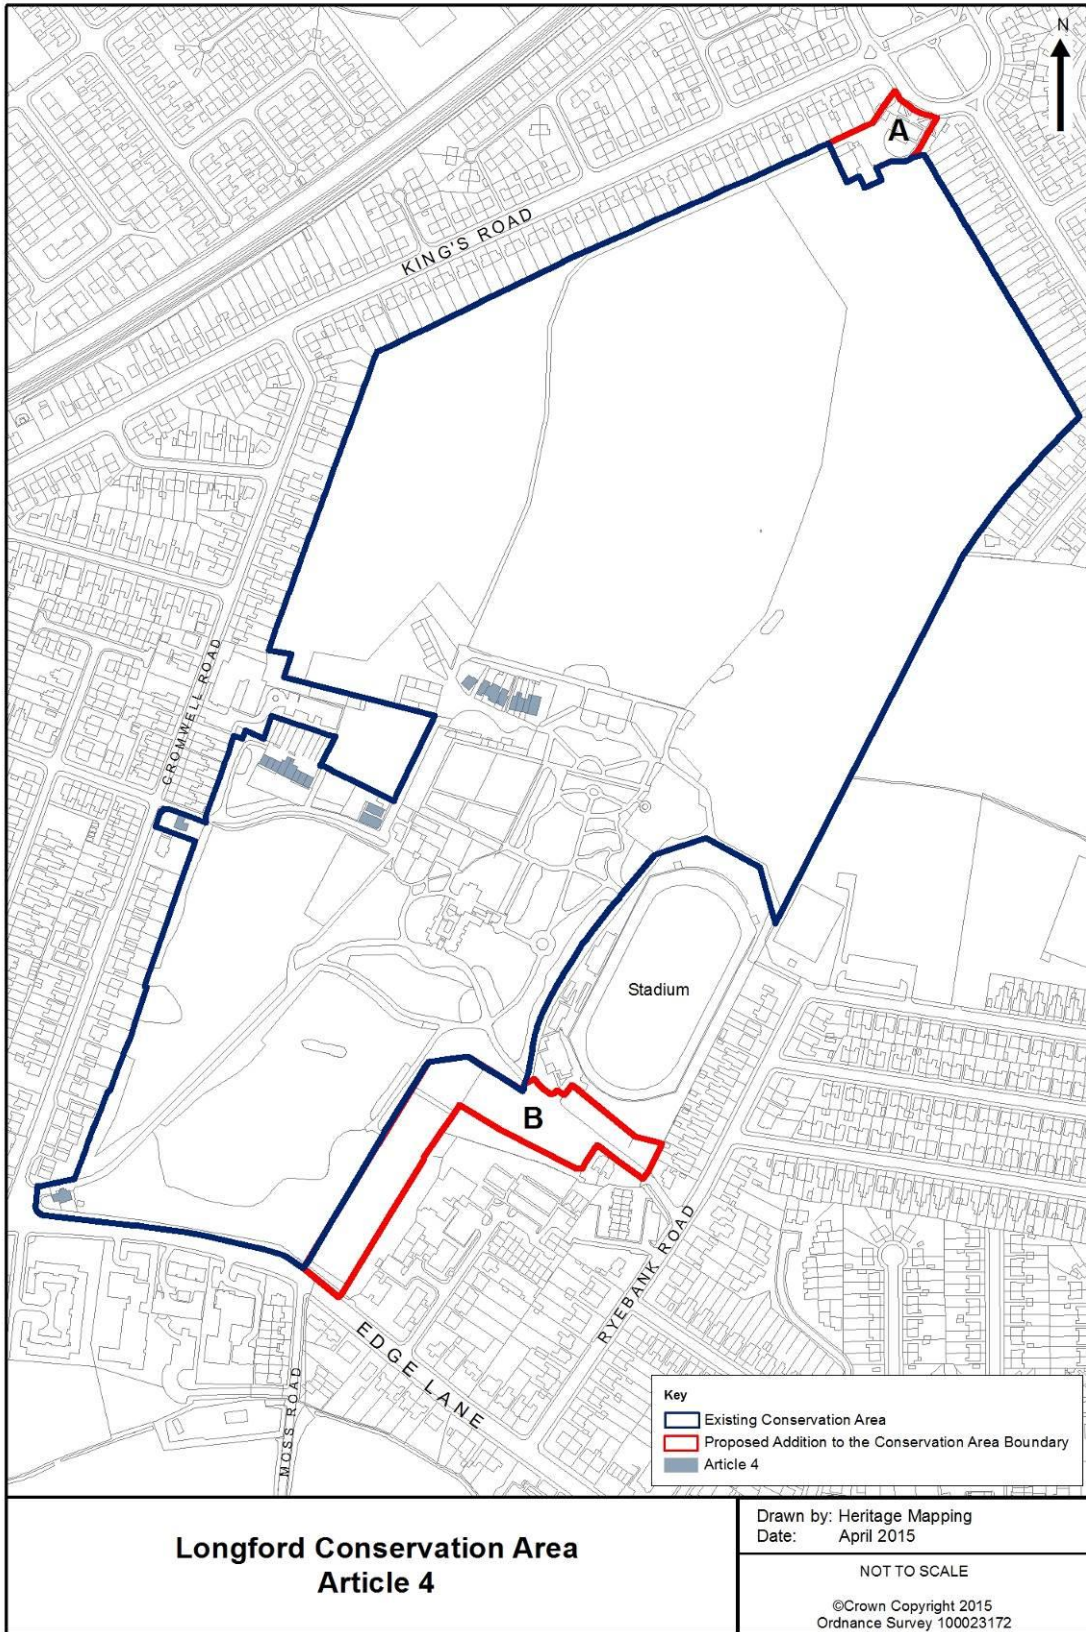 N
A
KING'S ROAD
CROMWELL ROAD
Stadium
B
RYEBANK ROAD
EDGE LANE
MOSS ROAD
Key
Existing Conservation Area
Proposed Addition to the Conservation Area Boundary
Article 4
Longford Conservation Area
Article 4
Drawn by: Heritage Mapping
Date: April 2015
NOT TO SCALE
©Crown Copyright 2015
Ordnance Survey 100023172